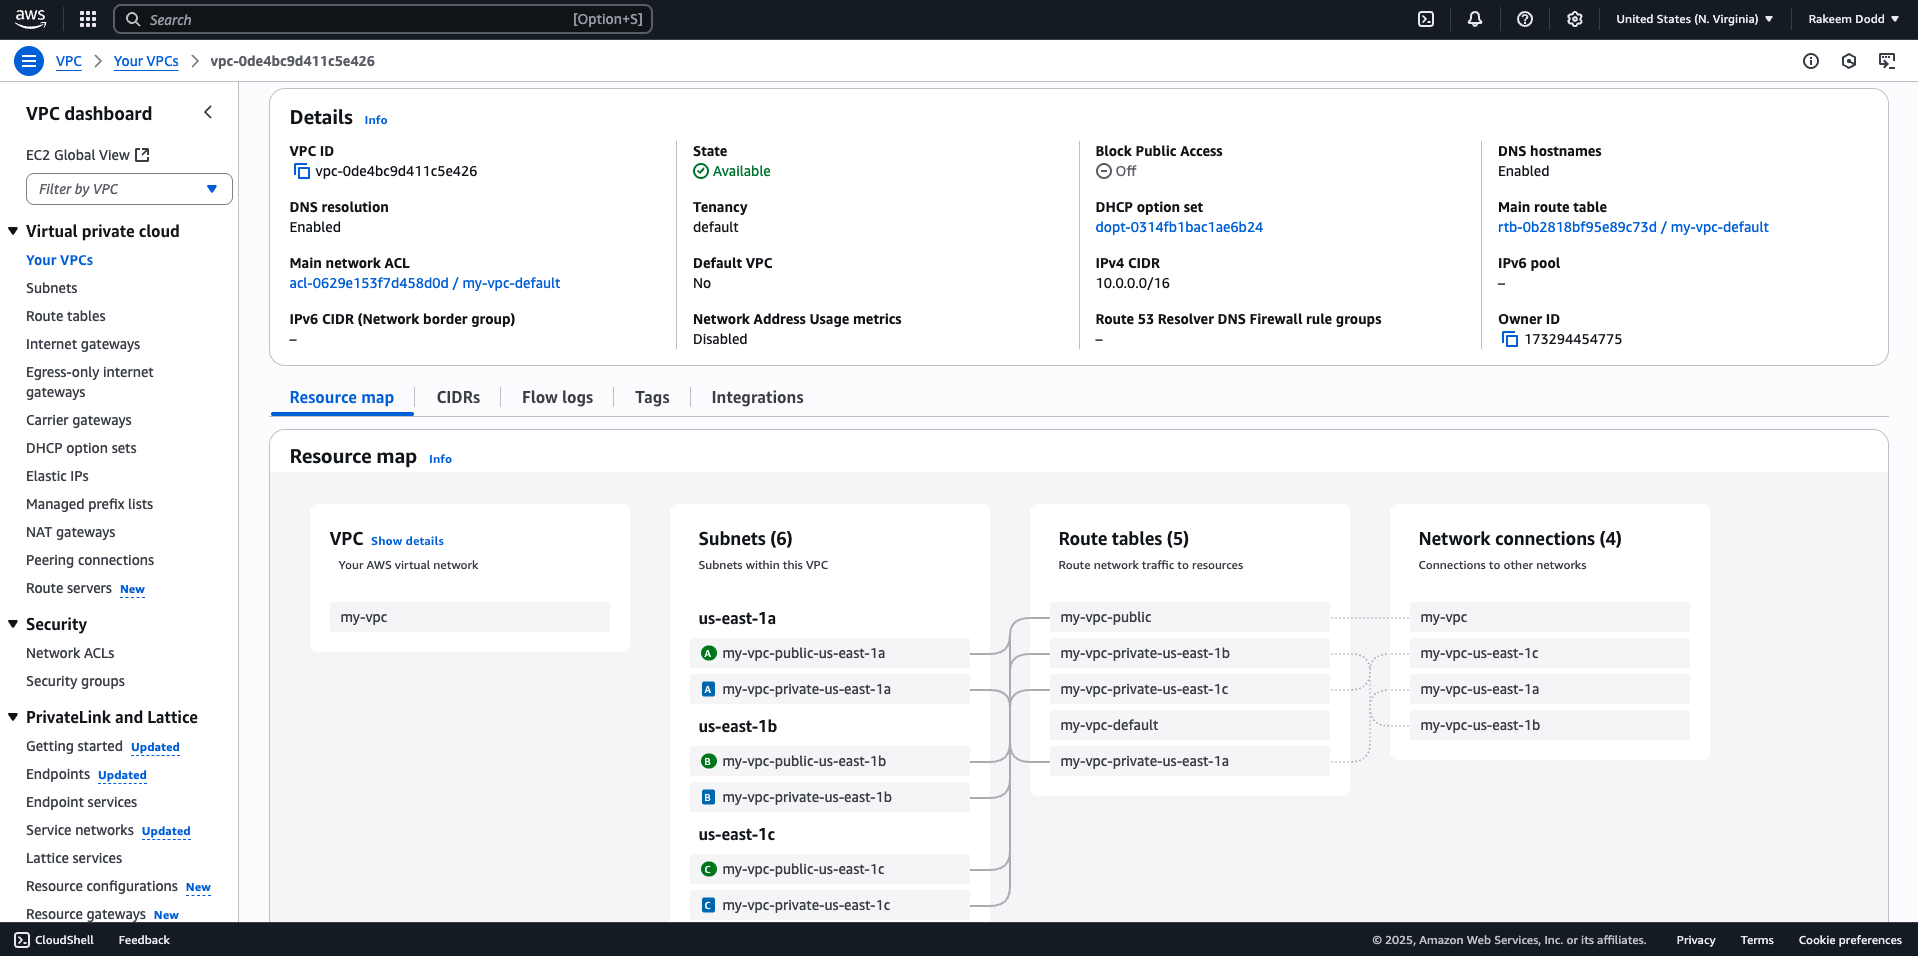 aws
Search
[Option+S]
United States (N. Virginia)
Rakeem Dodd
VPC
Your VPCs
vpc-0de4bc9d411c5e426
VPC dashboard
EC2 Global View
Filter by VPC
Virtual private cloud
Your VPCs
Subnets
Route tables
Internet gateways
Egress-only internet
gateways
Carrier gateways
DHCP option sets
Elastic IPs
Managed prefix lists
NAT gateways
Peering connections
Route servers New
Security
Network ACLs
Security groups
PrivateLink and Lattice
Getting started Updated
Endpoints Updated
Endpoint services
Service networks Updated
Lattice services
Resource configurations New
Resource gateways New
Details Info
VPC ID
vpc-0de4bc9d411c5e426
State
Available
Block Public Access
Off
DNS hostnames
Enabled
DNS resolution
Enabled
Tenancy
default
DHCP option set
dopt-0314fb1bac1ae6b24
Main route table
rtb-0b2818bf95e89c73d / my-vpc-default
Main network ACL
acl-0629e153f7d458d0d / my-vpc-default
Default VPC
No
IPv4 CIDR
10.0.0.0/16
IPv6 pool
–
IPv6 CIDR (Network border group)
–
Network Address Usage metrics
Disabled
Route 53 Resolver DNS Firewall rule groups
–
Owner ID
173294454775
Resource map
CIDRs
Flow logs
Tags
Integrations
Resource map Info
VPC Show details
Your AWS virtual network
my-vpc
Subnets (6)
Subnets within this VPC
us-east-1a
A my-vpc-public-us-east-1a
A my-vpc-private-us-east-1a
us-east-1b
B my-vpc-public-us-east-1b
B my-vpc-private-us-east-1b
us-east-1c
C my-vpc-public-us-east-1c
C my-vpc-private-us-east-1c
Route tables (5)
Route network traffic to resources
my-vpc-public
my-vpc-private-us-east-1b
my-vpc-private-us-east-1c
my-vpc-default
my-vpc-private-us-east-1a
Network connections (4)
Connections to other networks
my-vpc
my-vpc-us-east-1c
my-vpc-us-east-1a
my-vpc-us-east-1b
CloudShell
Feedback
© 2025, Amazon Web Services, Inc. or its affiliates.
Privacy
Terms
Cookie preferences